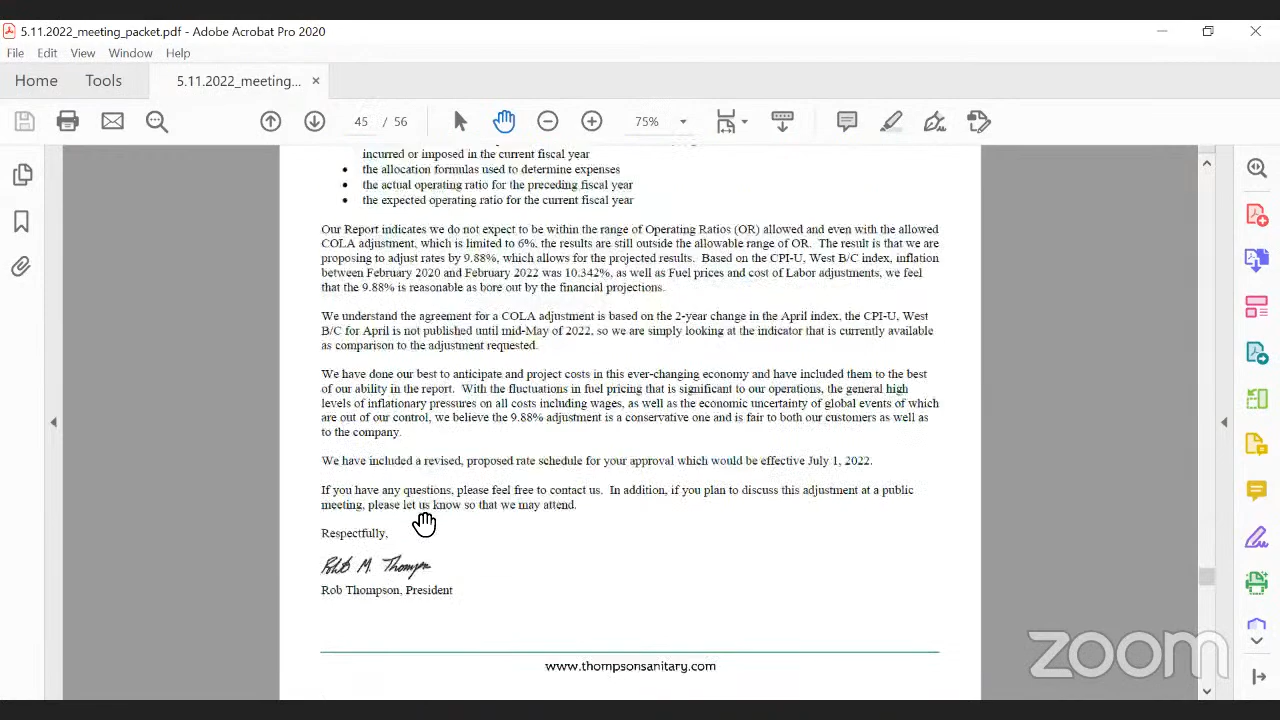 5.11.2022_meeting_packet.pdf - Adobe Acrobat Pro 2020
File Edit View Window Help
Home Tools 5.11.2022_meeting... ×
45 / 56 75%
incurred or imposed in the current fiscal year
• the allocation formulas used to determine expenses
• the actual operating ratio for the preceding fiscal year
• the expected operating ratio for the current fiscal year
Our Report indicates we do not expect to be within the range of Operating Ratios (OR) allowed and even with the allowed
COLA adjustment, which is limited to 6%, the results are still outside the allowable range of OR. The result is that we are
proposing to adjust rates by 9.88%, which allows for the projected results. Based on the CPI-U, West B/C index, inflation
between February 2020 and February 2022 was 10.342%, as well as Fuel prices and cost of Labor adjustments, we feel
that the 9.88% is reasonable as bore out by the financial projections.
We understand the agreement for a COLA adjustment is based on the 2-year change in the April index, the CPI-U, West
B/C for April is not published until mid-May of 2022, so we are simply looking at the indicator that is currently available
as comparison to the adjustment requested.
We have done our best to anticipate and project costs in this ever-changing economy and have included them to the best
of our ability in the report. With the fluctuations in fuel pricing that is significant to our operations, the general high
levels of inflationary pressures on all costs including wages, as well as the economic uncertainty of global events of which
are out of our control, we believe the 9.88% adjustment is a conservative one and is fair to both our customers as well as
to the company.
We have included a revised, proposed rate schedule for your approval which would be effective July 1, 2022.
If you have any questions, please feel free to contact us. In addition, if you plan to discuss this adjustment at a public
meeting, please let us know so that we may attend.
Respectfully,
Rob Thompson, President
www.thompsonsanitary.com
zoom